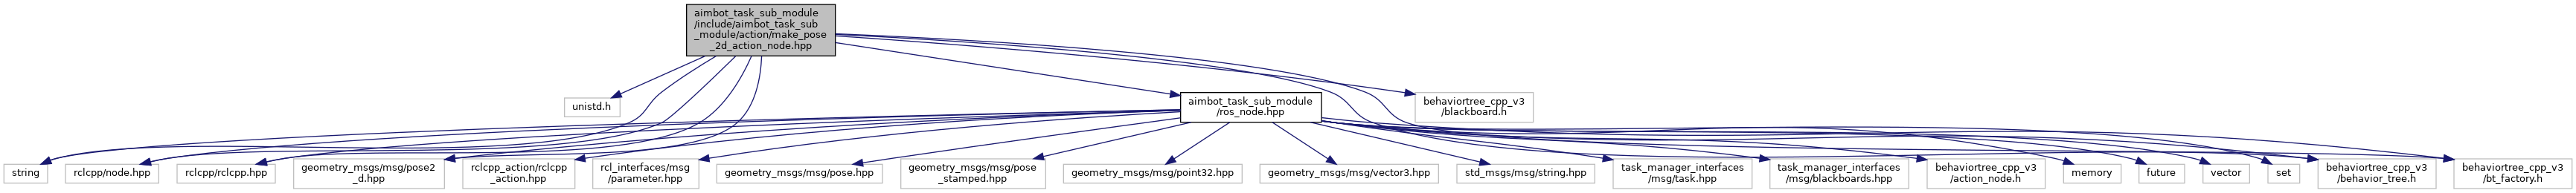 aimbot_task_sub_module
/include/aimbot_task_sub
_module/action/make_pose
_2d_action_node.hpp
unistd.h
aimbot_task_sub_module
/ros_node.hpp
behaviortree_cpp_v3
/blackboard.h
string
rclcpp/node.hpp
rclcpp/rclcpp.hpp
geometry_msgs/msg/pose2
_d.hpp
rclcpp_action/rclcpp
_action.hpp
rcl_interfaces/msg
/parameter.hpp
geometry_msgs/msg/pose.hpp
geometry_msgs/msg/pose
_stamped.hpp
geometry_msgs/msg/point32.hpp
geometry_msgs/msg/vector3.hpp
std_msgs/msg/string.hpp
task_manager_interfaces
/msg/task.hpp
task_manager_interfaces
/msg/blackboards.hpp
behaviortree_cpp_v3
/action_node.h
memory
future
vector
set
behaviortree_cpp_v3
/behavior_tree.h
behaviortree_cpp_v3
/bt_factory.h